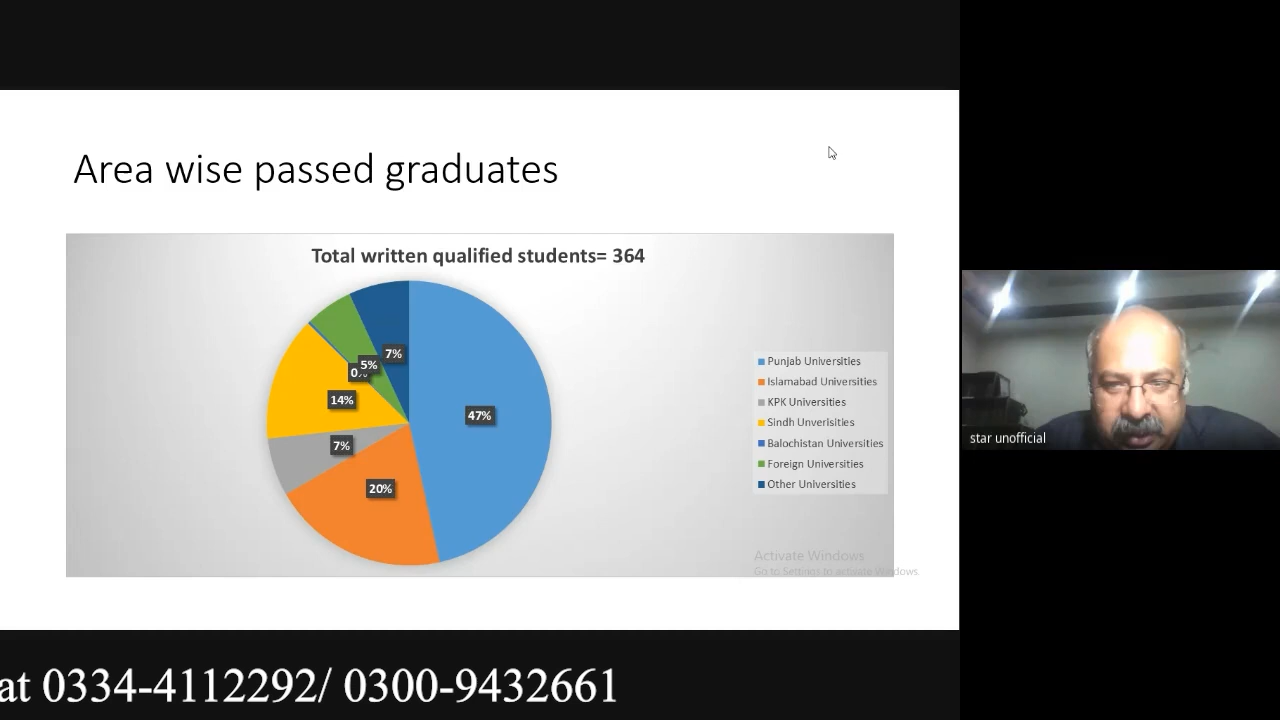 Area wise passed graduates
Total written qualified students= 364
7%
5%
0%
14%
47%
7%
20%
Punjab Universities
Islamabad Universities
KPK Universities
Sindh Unverisities
Balochistan Universities
Foreign Universities
Other Universities
Activate Windows
Go to Settings to activate Windows.
star unofficial
at 0334-4112292/ 0300-9432661